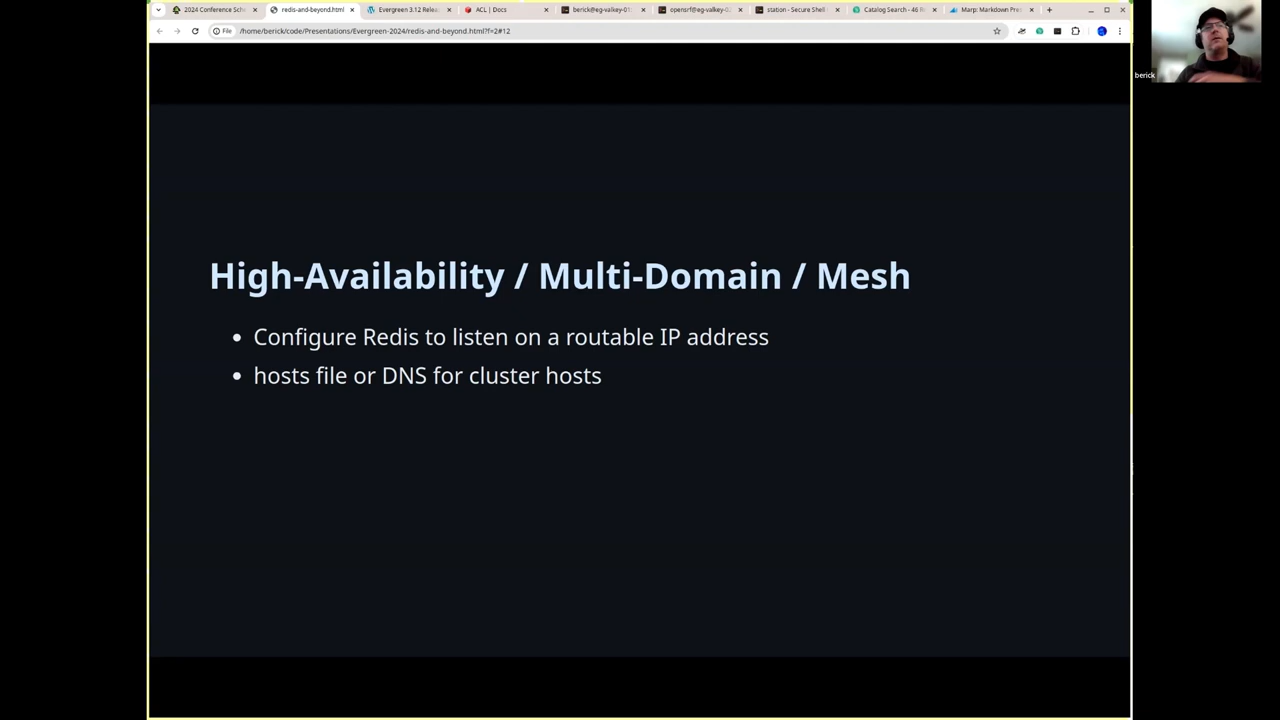 2024 Conference Sche
redis-and-beyond.html
Evergreen 3.12 Relea
ACL | Docs
berick@eg-valkey-01:
opensrf@eg-valkey-02
station - Secure Shell
Catalog Search - 46 R
Marp: Markdown Pre
File
/home/berick/code/Presentations/Evergreen-2024/redis-and-beyond.html?f=2#12
berick
High-Availability / Multi-Domain / Mesh
• Configure Redis to listen on a routable IP address
• hosts file or DNS for cluster hosts